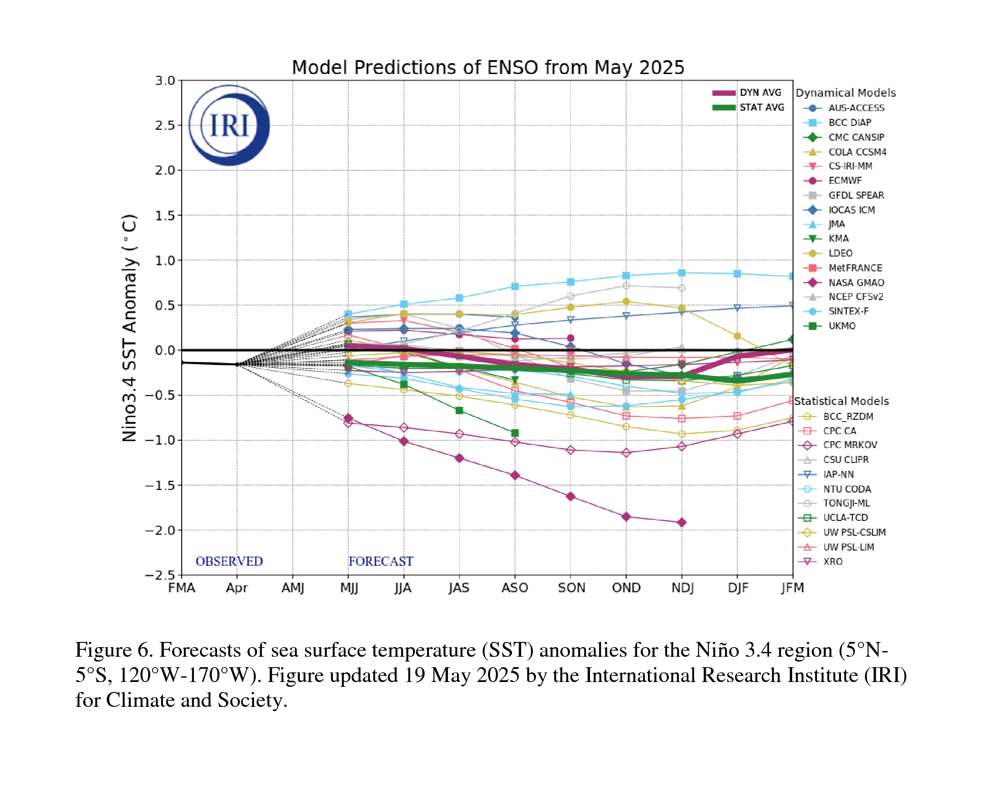 Model Predictions of ENSO from May 2025
3.0
2.5
2.0
1.5
1.0
0.5
0.0
−0.5
−1.0
−1.5
−2.0
−2.5
Nino3.4 SST Anomaly (°C)
IRI
DYN AVG
STAT AVG
OBSERVED
FORECAST
FMA Apr AMJ MJJ JJA JAS ASO SON OND NDJ DJF JFM
Dynamical Models
AUS-ACCESS
BCC DIAP
CMC CANSIP
COLA CCSM4
CS-IRI-MM
ECMWF
GFDL SPEAR
IOCAS ICM
JMA
KMA
LDEO
MetFRANCE
NASA GMAO
NCEP CFSv2
SINTEX-F
UKMO
Statistical Models
BCC_RZDM
CPC CA
CPC MRKOV
CSU CLIPR
IAP-NN
NTU CODA
TONGJI-ML
UCLA-TCD
UW PSL-CSLIM
UW PSL-LIM
XRO
Figure 6. Forecasts of sea surface temperature (SST) anomalies for the Niño 3.4 region (5°N-
5°S, 120°W-170°W). Figure updated 19 May 2025 by the International Research Institute (IRI)
for Climate and Society.